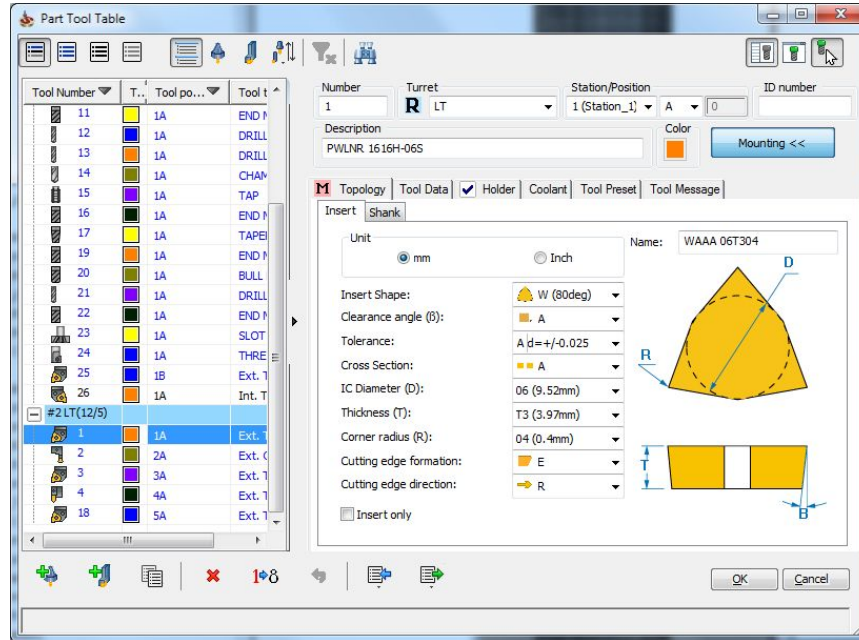 Part Tool Table
Tool Number T.. Tool po... Tool t
11 1A END M
12 1A DRILL
13 1A DRILL
14 1A CHAM
15 1A TAP
16 1A END M
17 1A TAPE
19 1A END M
20 1A BULL
21 1A DRILL
22 1A END M
23 1A SLOT
24 1A THRE
25 1B Ext. T
26 1A Int. T
#2 LT(12/5)
1 1A Ext. T
2 2A Ext. G
3 3A Ext. T
4 4A Ext. T
18 5A Ext. T
Number Turret Station/Position ID number
1 R LT 1 (Station_1) A 0
Description Color
PWLNR 1616H-06S Mounting <<
M Topology Tool Data Holder Coolant Tool Preset Tool Message
Insert Shank
Unit
mm Inch
Name: WAAA 06T304
Insert Shape: W (80deg)
Clearance angle (β): A
Tolerance: A d=+/-0.025
Cross Section: A
IC Diameter (D): 06 (9.52mm)
Thickness (T): T3 (3.97mm)
Corner radius (R): 04 (0.4mm)
Cutting edge formation: E
Cutting edge direction: R
Insert only
D
R
T
B
1 8
OK Cancel